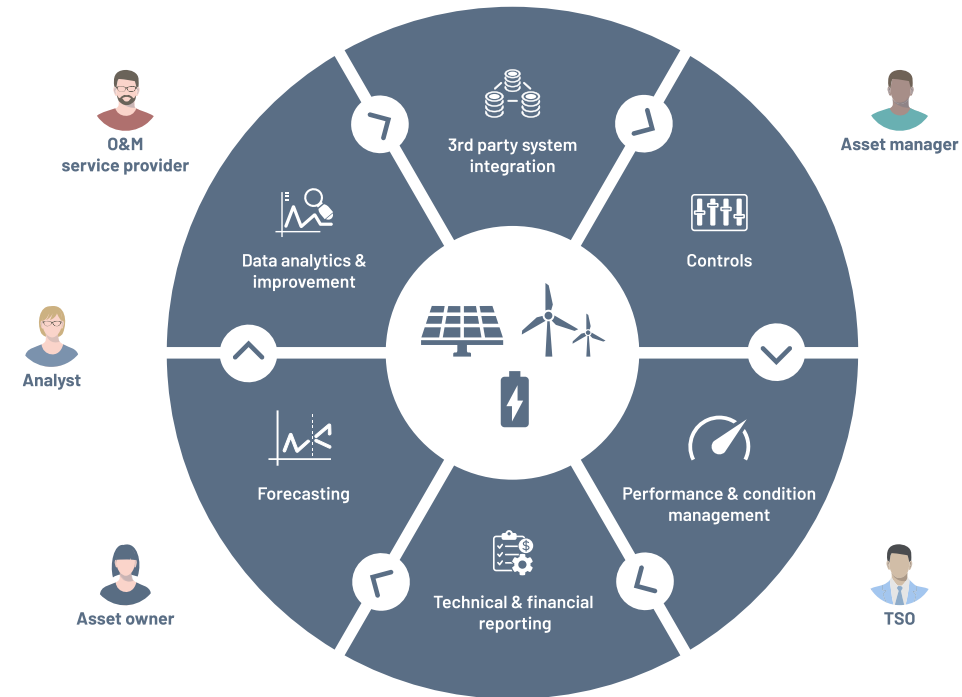 3rd party system
integration
O&M
service provider
Asset manager
Data analytics &
improvement
Controls
Analyst
Forecasting
Performance & condition
management
$
Technical & financial
reporting
Asset owner
TSO